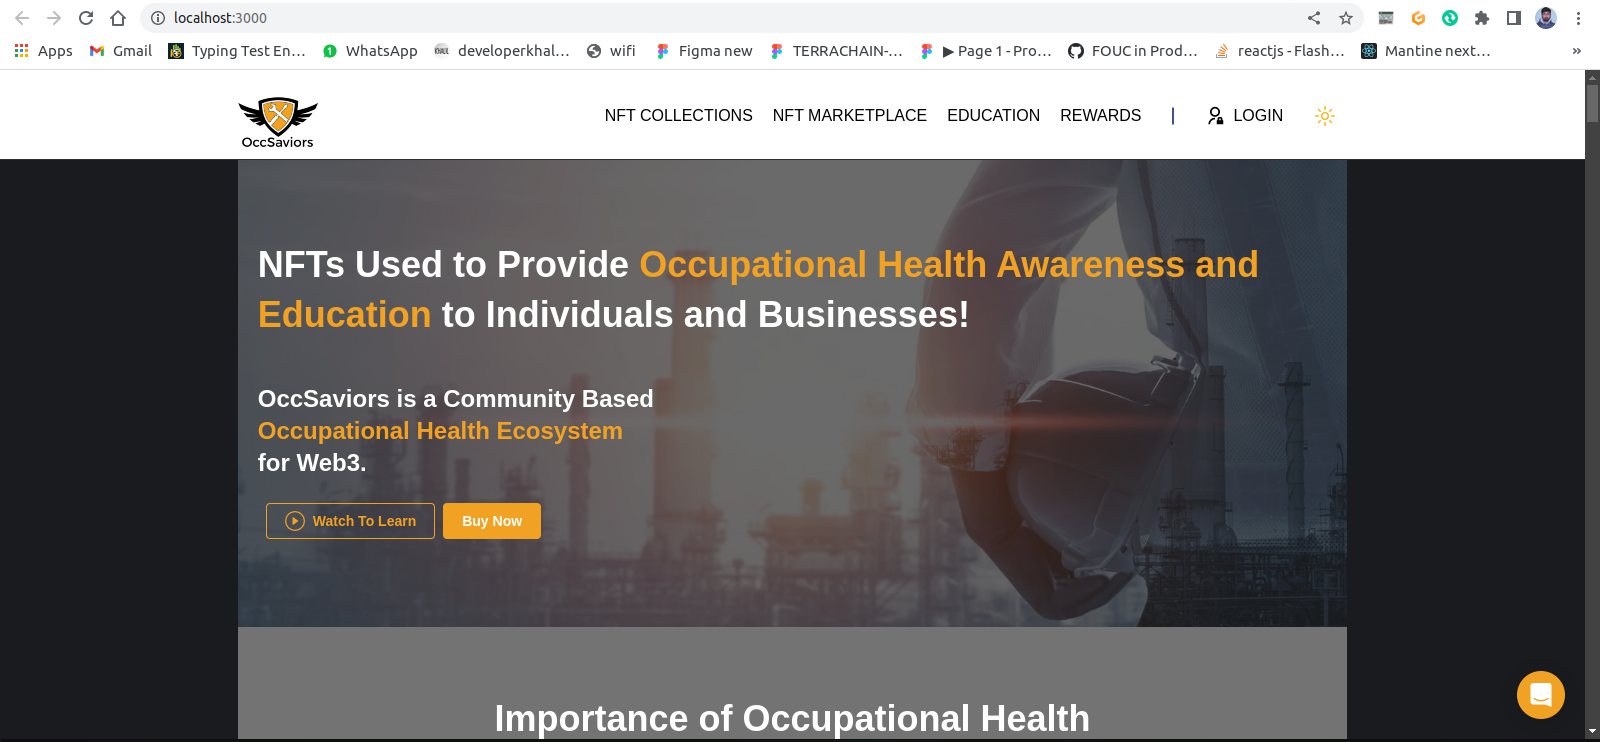 localhost:3000
Apps Gmail Typing Test En… WhatsApp developerkhal… wifi Figma new TERRACHAIN-… ▶ Page 1 - Pro… FOUC in Prod… reactjs - Flash… Mantine next… »
OccSaviors
NFT COLLECTIONS NFT MARKETPLACE EDUCATION REWARDS | LOGIN
NFTs Used to Provide Occupational Health Awareness and
Education to Individuals and Businesses!
OccSaviors is a Community Based
Occupational Health Ecosystem
for Web3.
Watch To Learn Buy Now
Importance of Occupational Health